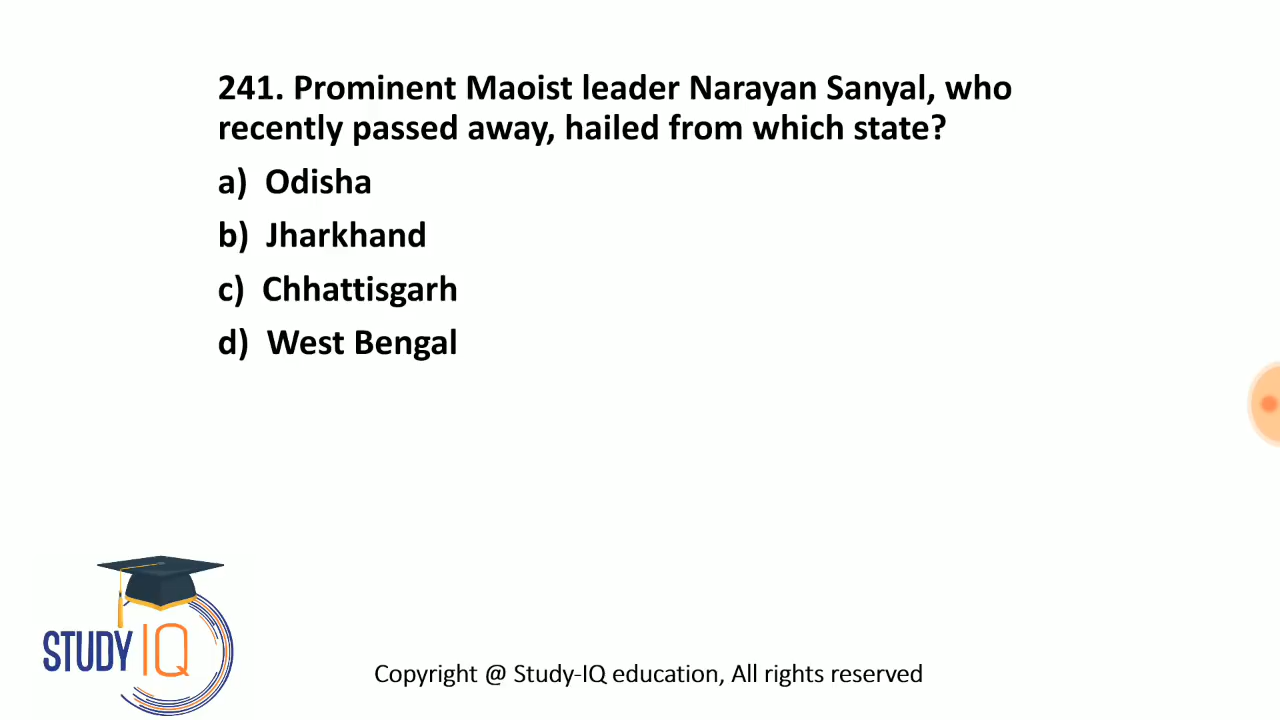 241. Prominent Maoist leader Narayan Sanyal, who
recently passed away, hailed from which state?
a) Odisha
b) Jharkhand
c) Chhattisgarh
d) West Bengal
STUDY IQ
Copyright @ Study-IQ education, All rights reserved